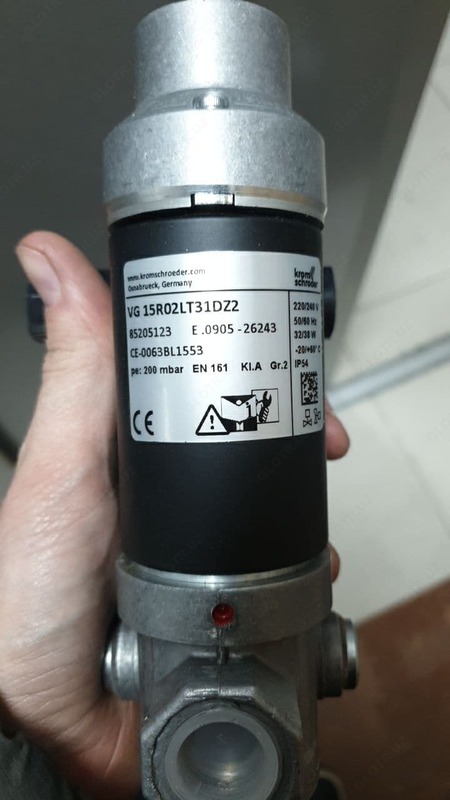 www.kromschroeder.com
Osnabrueck, Germany
krom
schroder
VG 15R02LT31DZ2
85205123 E.0905-26243
CE-0063BL1553
pe: 200 mbar EN 161 Kl.A Gr.2
220/240 V
50/60 Hz
32/38 W
-20/+60° C
IP54
CE